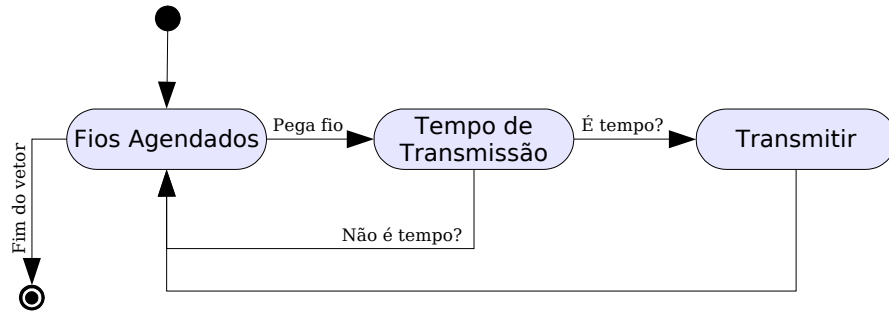 Fios Agendados
Pega fio
Tempo de
Transmissão
É tempo?
Transmitir
Não é tempo?
Fim do vetor